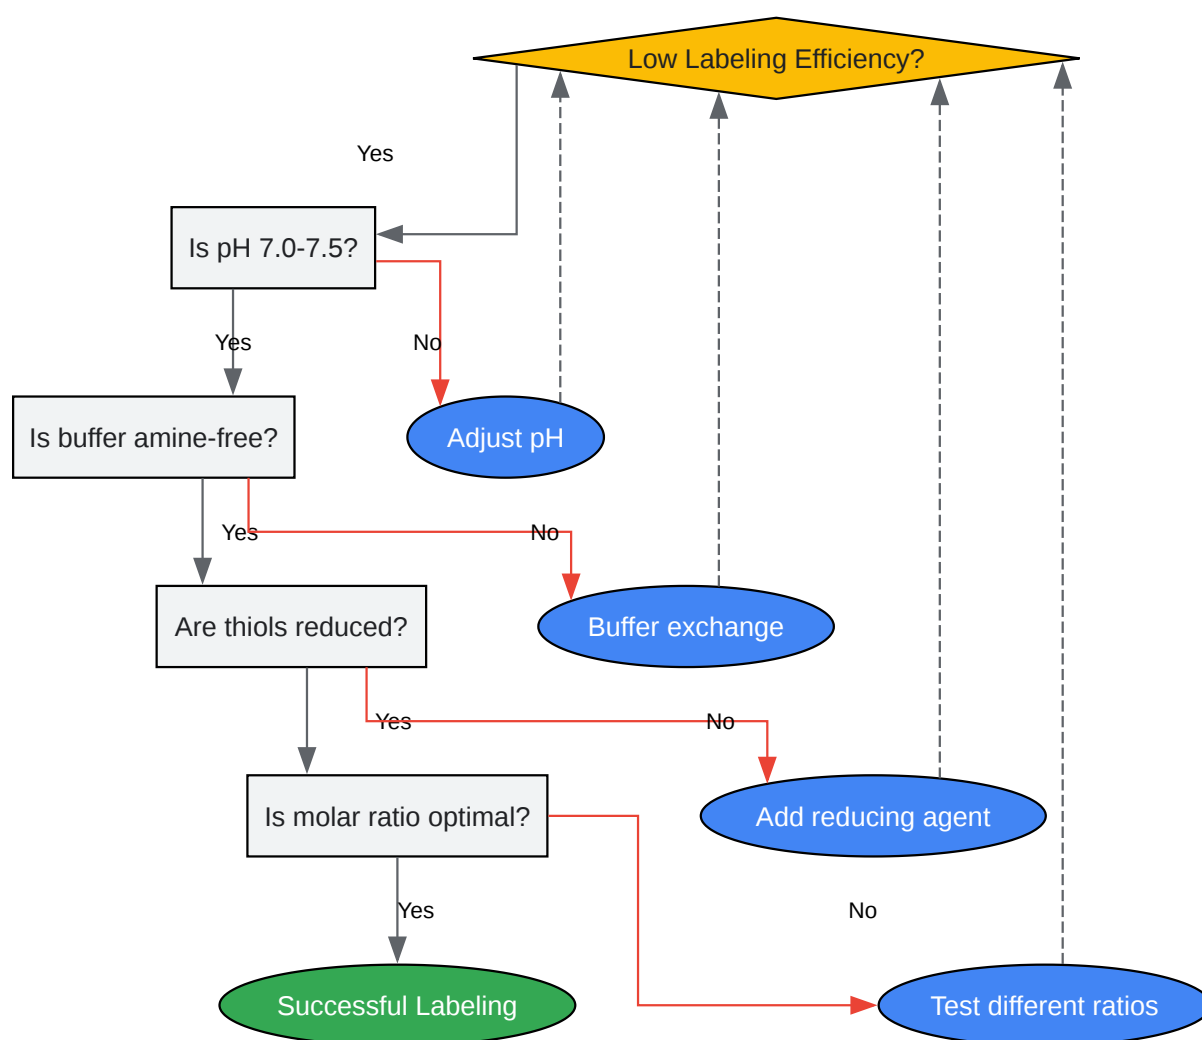 Low Labeling Efficiency?
Yes
Is pH 7.0-7.5?
Yes
No
Is buffer amine-free?
Adjust pH
Yes
No
Are thiols reduced?
Buffer exchange
Yes
No
Is molar ratio optimal?
Add reducing agent
Yes
No
Successful Labeling
Test different ratios